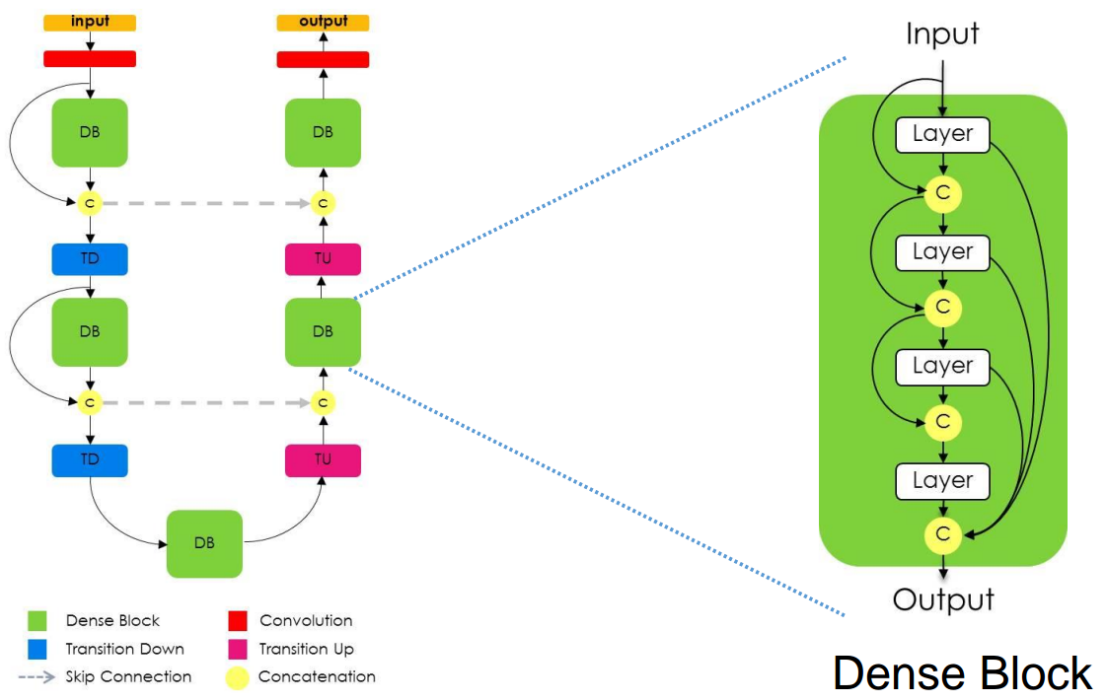 input
output
DB
DB
C
C
TD
TU
DB
DB
C
C
TD
TU
DB
Dense Block
Convolution
Transition Down
Transition Up
Skip Connection
Concatenation
Input
Layer
C
Layer
C
Layer
C
Layer
C
Output
Dense Block